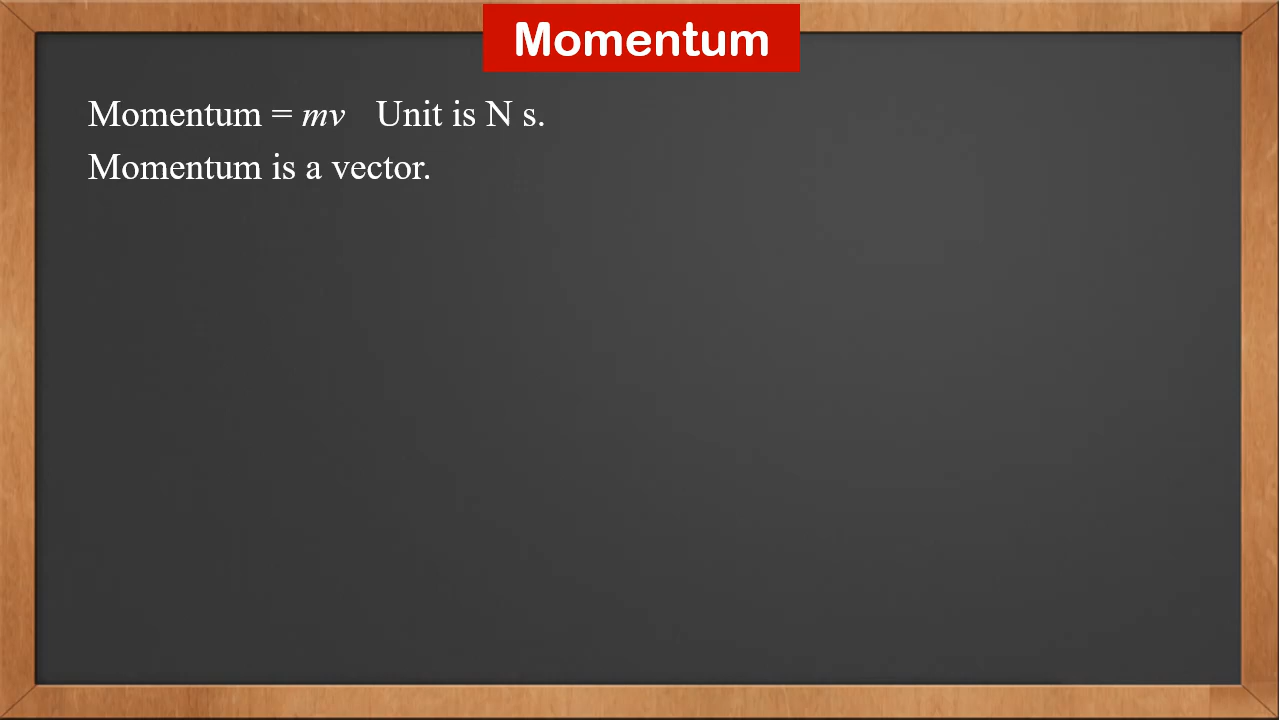 Momentum
Momentum = mv Unit is N s.
Momentum is a vector.